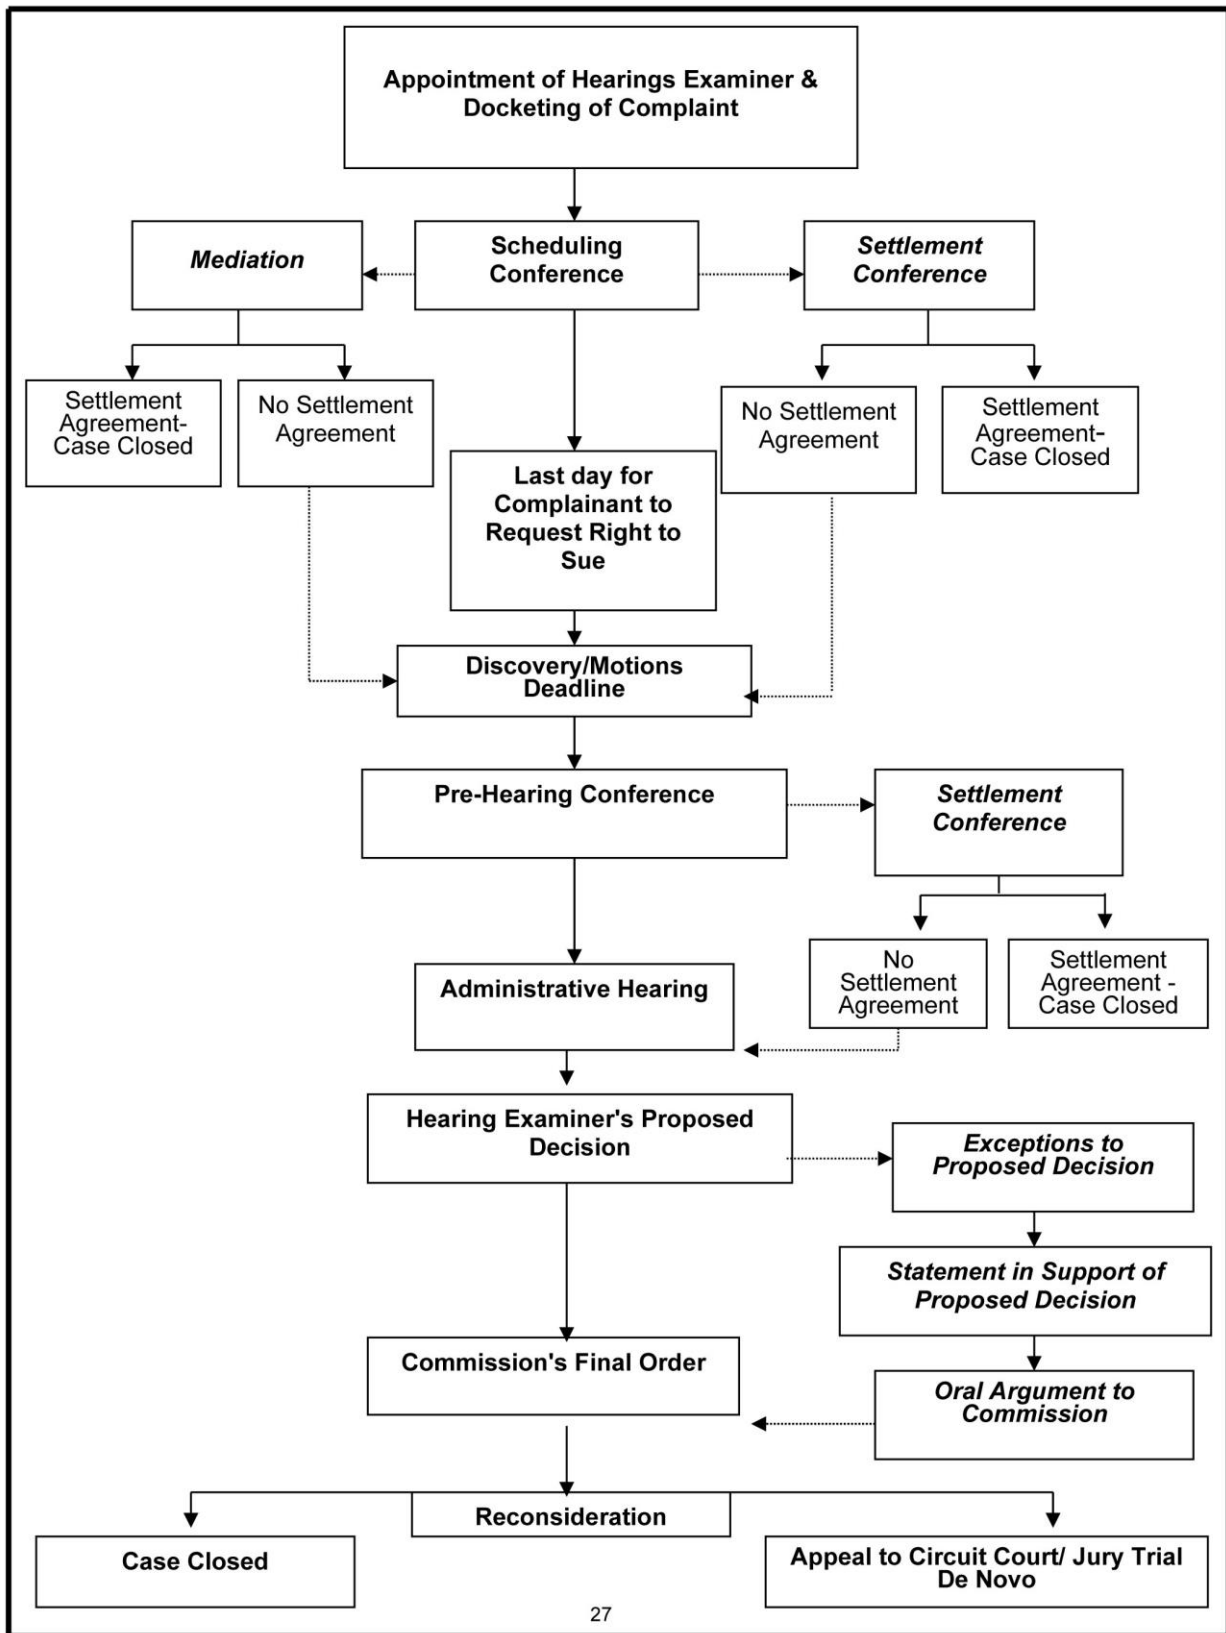 Appointment of Hearings Examiner &
Docketing of Complaint
Mediation
Scheduling
Conference
Settlement
Conference
Settlement
Agreement-
Case Closed
No Settlement
Agreement
No Settlement
Agreement
Settlement
Agreement-
Case Closed
Last day for
Complainant to
Request Right to
Sue
Discovery/Motions
Deadline
Pre-Hearing Conference
Settlement
Conference
No
Settlement
Agreement
Settlement
Agreement -
Case Closed
Administrative Hearing
Hearing Examiner's Proposed
Decision
Exceptions to
Proposed Decision
Statement in Support of
Proposed Decision
Commission's Final Order
Oral Argument to
Commission
Reconsideration
Case Closed
Appeal to Circuit Court/ Jury Trial
De Novo
27